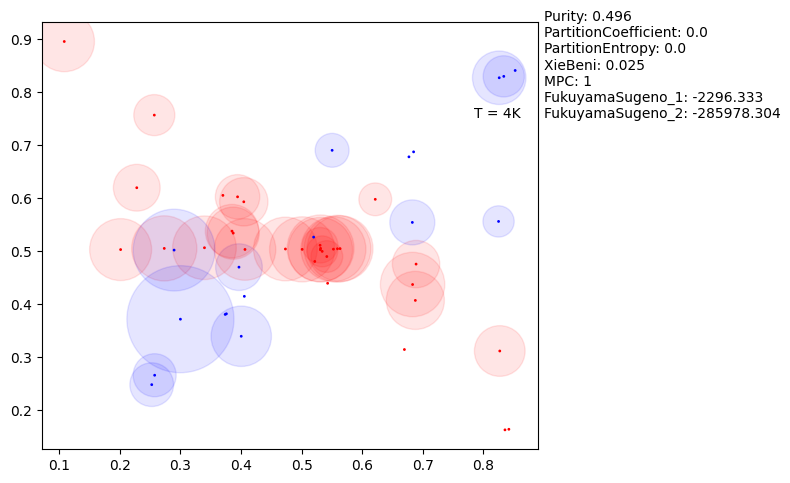 Purity: 0.496
PartitionCoefficient: 0.0
PartitionEntropy: 0.0
XieBeni: 0.025
MPC: 1
FukuyamaSugeno_1: -2296.333
FukuyamaSugeno_2: -285978.304
T = 4K
0.9
0.8
0.7
0.6
0.5
0.4
0.3
0.2
0.1 0.2 0.3 0.4 0.5 0.6 0.7 0.8